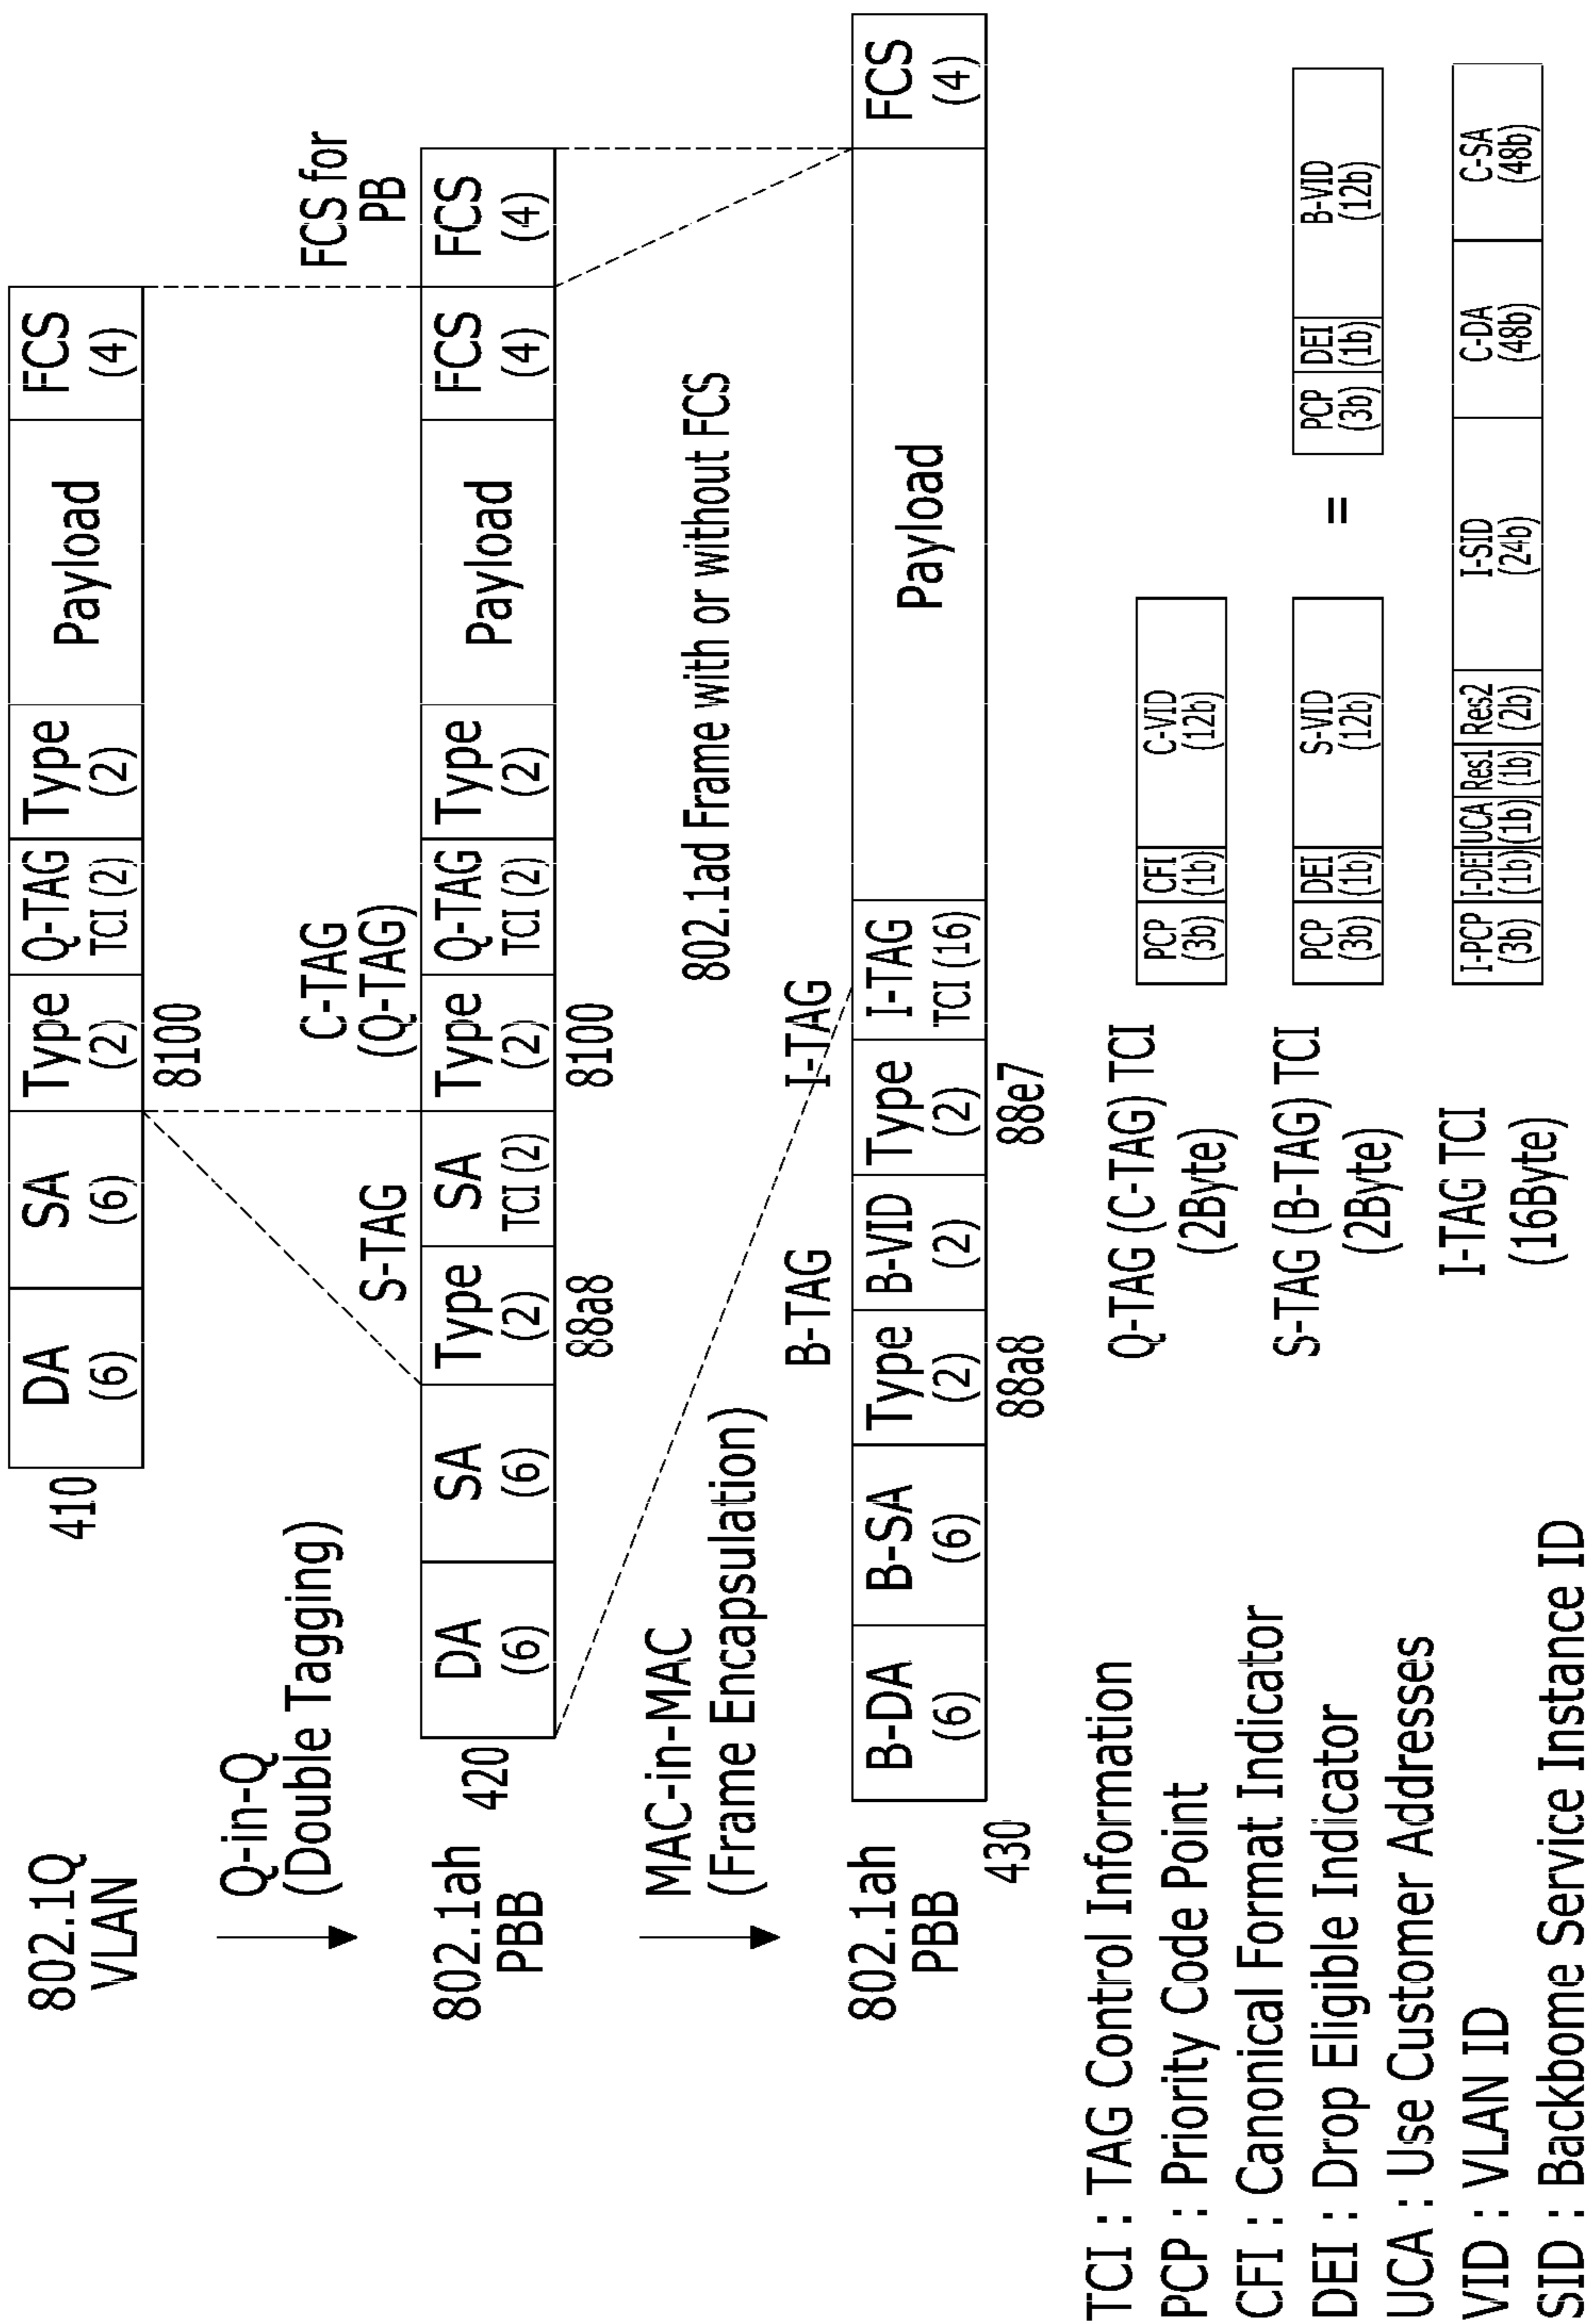 802.1Q
VLAN
410
DA
(6)
SA
(6)
Type
(2)
8100
Q-TAG
TCI (2)
Type
(2)
Payload
FCS
(4)
Q-in-Q
(Double Tagging)
S-TAG
C-TAG
(Q-TAG)
FCS for
PB
802.1ah
PBB
420
DA
(6)
SA
(6)
Type
(2)
88a8
SA
TCI (2)
Type
(2)
8100
Q-TAG
TCI (2)
Type
(2)
Payload
FCS
(4)
FCS
(4)
MAC-in-MAC
(Frame Encapsulation)
802.1ad Frame with or without FCS
B-TAG
I-TAG
802.1ah
PBB
430
B-DA
(6)
B-SA
(6)
Type
(2)
88a8
B-VID
(2)
Type
(2)
88e7
I-TAG
TCI (16)
Payload
FCS
(4)
TCI : TAG Control Information
PCP : Priority Code Point
CFI : Canonical Format Indicator
DEI : Drop Eligible Indicator
UCA : Use Customer Addresses
VID : VLAN ID
SID : Backbome Service Instance ID
Q-TAG (C-TAG) TCI
(2Byte)
PCP
(3b)
CFI
(1b)
C-VID
(12b)
S-TAG (B-TAG) TCI
(2Byte)
PCP
(3b)
DEI
(1b)
S-VID
(12b)
=
PCP
(3b)
DEI
(1b)
B-VID
(12b)
I-TAG TCI
(16Byte)
I-PCP
(3b)
I-DEI
(1b)
UCA
(1b)
Res1
(1b)
Res2
(2b)
I-SID
(24b)
C-DA
(48b)
C-SA
(48b)